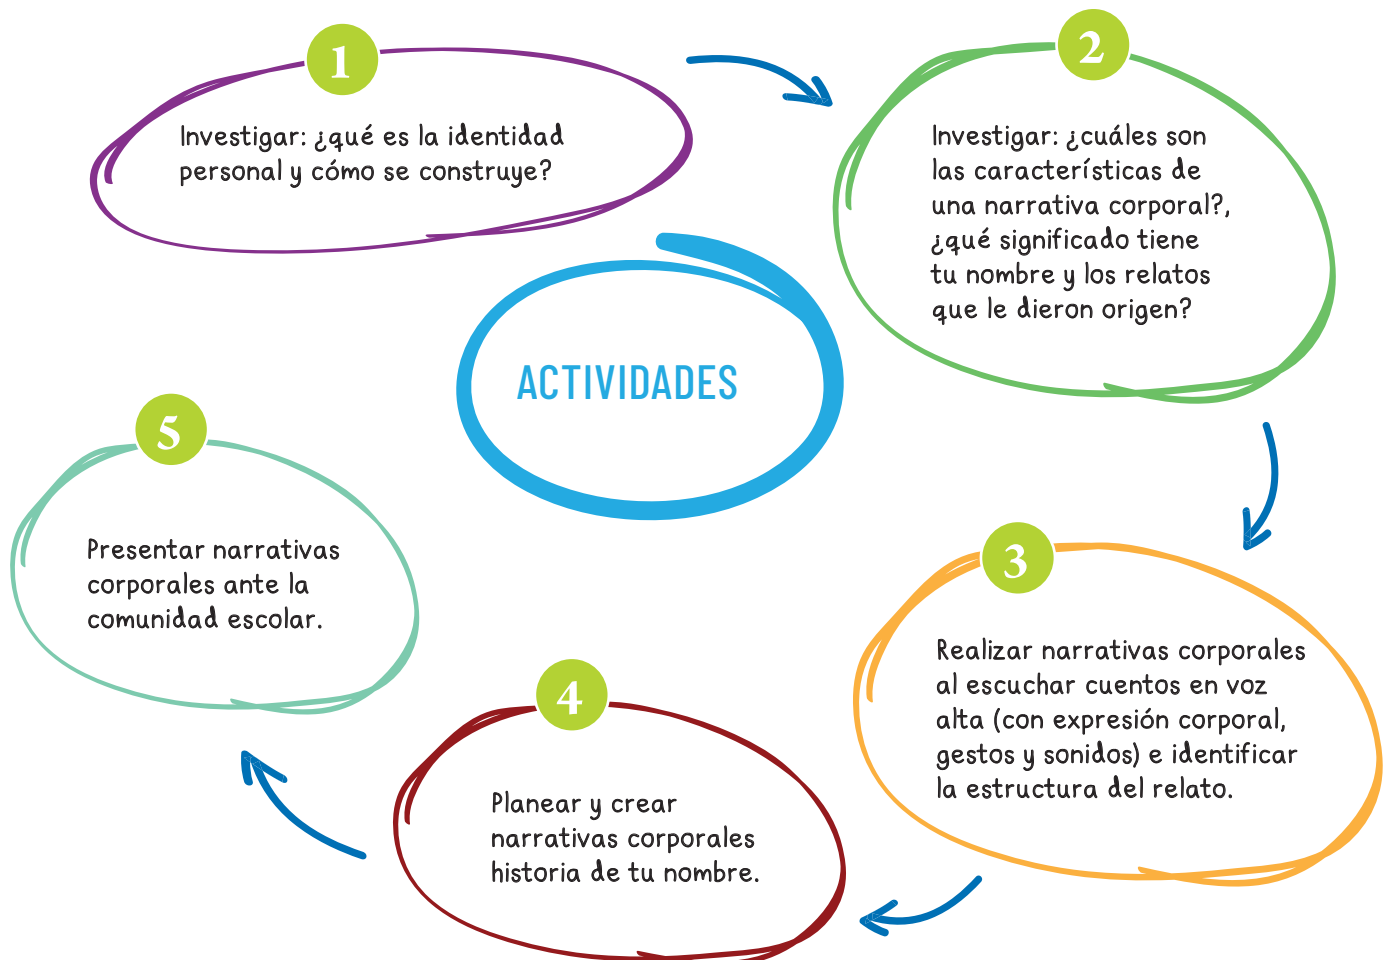 1
Investigar: ¿qué es la identidad
personal y cómo se construye?
2
Investigar: ¿cuáles son
las características de
una narrativa corporal?,
¿qué significado tiene
tu nombre y los relatos
que le dieron origen?
ACTIVIDADES
3
Realizar narrativas corporales
al escuchar cuentos en voz
alta (con expresión corporal,
gestos y sonidos) e identificar
la estructura del relato.
4
Planear y crear
narrativas corporales
historia de tu nombre.
5
Presentar narrativas
corporales ante la
comunidad escolar.